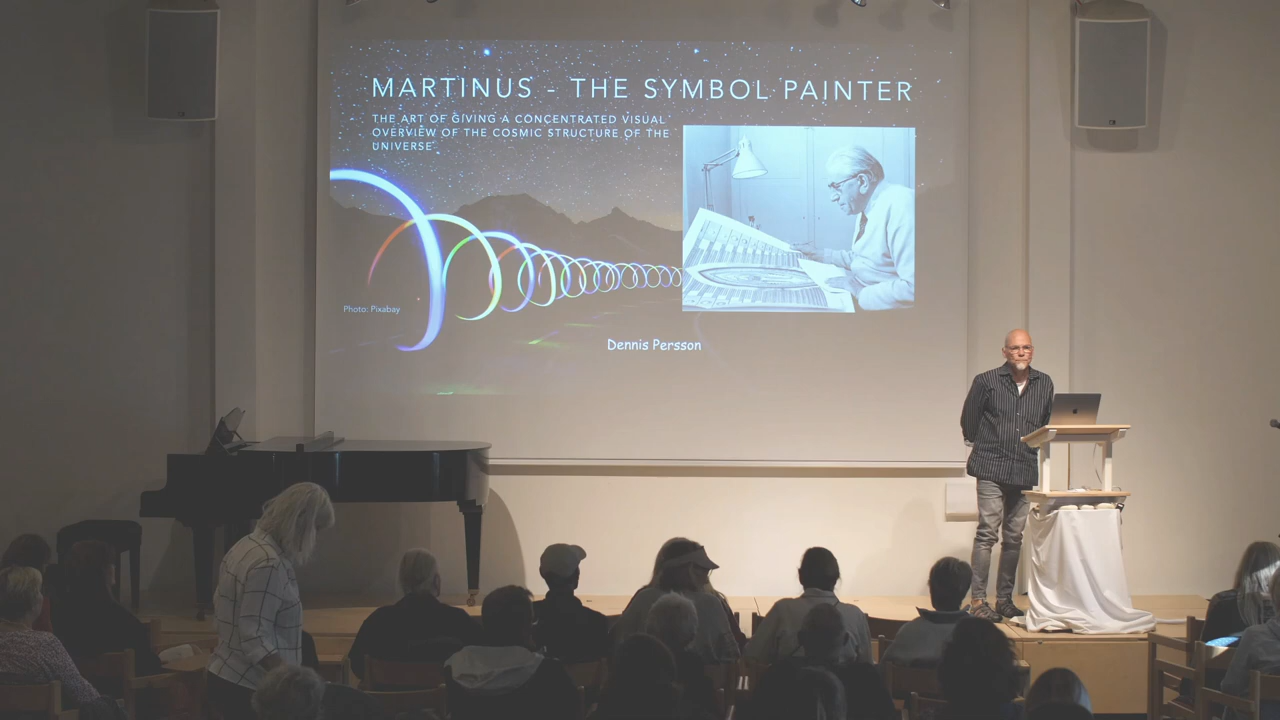 MARTINUS - THE SYMBOL PAINTER
THE ART OF GIVING A CONCENTRATED VISUAL
OVERVIEW OF THE COSMIC STRUCTURE OF THE
UNIVERSE
Photo: Pixabay
Dennis Persson